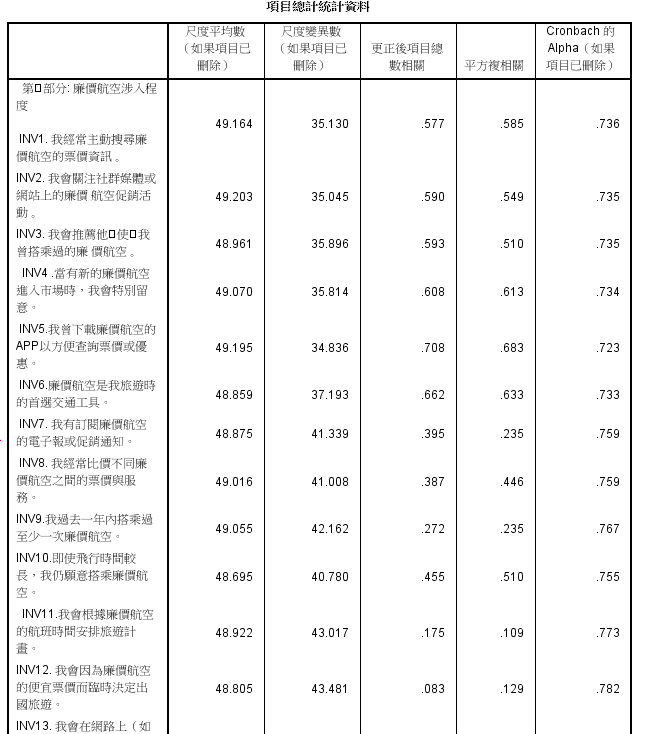 項目總計統計資料
尺度平均數（如果項目已刪除） 尺度變異數（如果項目已刪除） 更正後項目總數相關 平方複相關 Cronbach 的 Alpha（如果項目已刪除）
第□部分: 廉價航空涉入程度
INV1. 我經常主動搜尋廉價航空的票價資訊。 49.164 35.130 .577 .585 .736
INV2. 我會關注社群媒體或網站上的廉價 航空促銷活動。 49.203 35.045 .590 .549 .735
INV3. 我會推薦他□使□我曾搭乘過的廉 價航空。 48.961 35.896 .593 .510 .735
INV4 .當有新的廉價航空進入市場時，我會特別留意。 49.070 35.814 .608 .613 .734
INV5.我曾下載廉價航空的APP以方便查詢票價或優惠。 49.195 34.836 .708 .683 .723
INV6.廉價航空是我旅遊時的首選交通工具。 48.859 37.193 .662 .633 .733
INV7. 我有訂閱廉價航空的電子報或促銷通知。 48.875 41.339 .395 .235 .759
INV8. 我經常比價不同廉價航空之間的票價與服務。 49.016 41.008 .387 .446 .759
INV9.我過去一年內搭乘過至少一次廉價航空。 49.055 42.162 .272 .235 .767
INV10.即使飛行時間較長，我仍願意搭乘廉價航空。 48.695 40.780 .455 .510 .755
INV11.我會根據廉價航空的航班時間安排旅遊計畫。 48.922 43.017 .175 .109 .773
INV12. 我會因為廉價航空的便宜票價而臨時決定出國旅遊。 48.805 43.481 .083 .129 .782
INV13. 我會在網路上（如